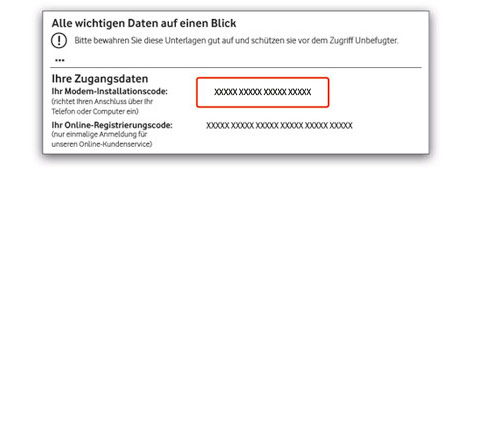 Alle wichtigen Daten auf einen Blick
Bitte bewahren Sie diese Unterlagen gut auf und schützen sie vor dem Zugriff Unbefugter.
...
Ihre Zugangsdaten
Ihr Modem-Installationscode: XXXXX XXXXX XXXXX XXXXX
(richtet Ihren Anschluss über Ihr
Telefon oder Computer ein)
Ihr Online-Registrierungscode: XXXXX XXXXX XXXXX XXXXX XXXXX XXXXX
(nur einmalige Anmeldung für
unseren Online-Kundenservice)